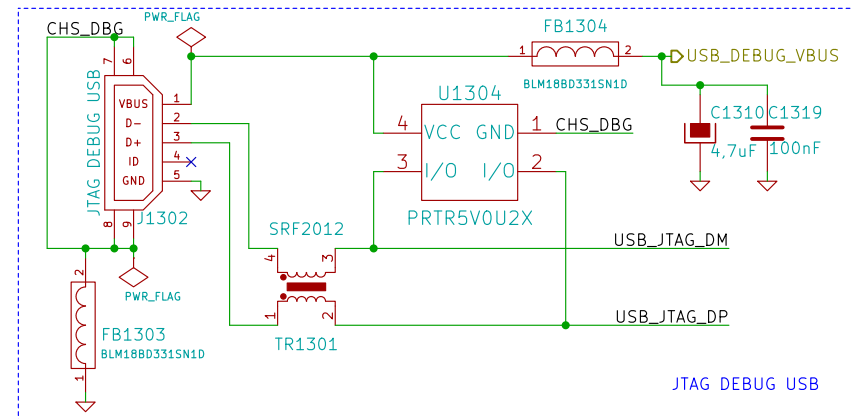 PWR_FLAG
CHS_DBG
FB1304
1
2
USB_DEBUG_VBUS
BLM18BD331SN1D
7
6
JTAG DEBUG USB
VBUS
1
D-
2
D+
3
ID
4
GND
5
8
9
J1302
U1304
4
VCC
GND
1
CHS_DBG
3
I/O
I/O
2
PRTR5V0U2X
C1310
C1319
4,7uF
100nF
SRF2012
4
3
1
2
TR1301
USB_JTAG_DM
USB_JTAG_DP
PWR_FLAG
2
FB1303
BLM18BD331SN1D
1
JTAG DEBUG USB